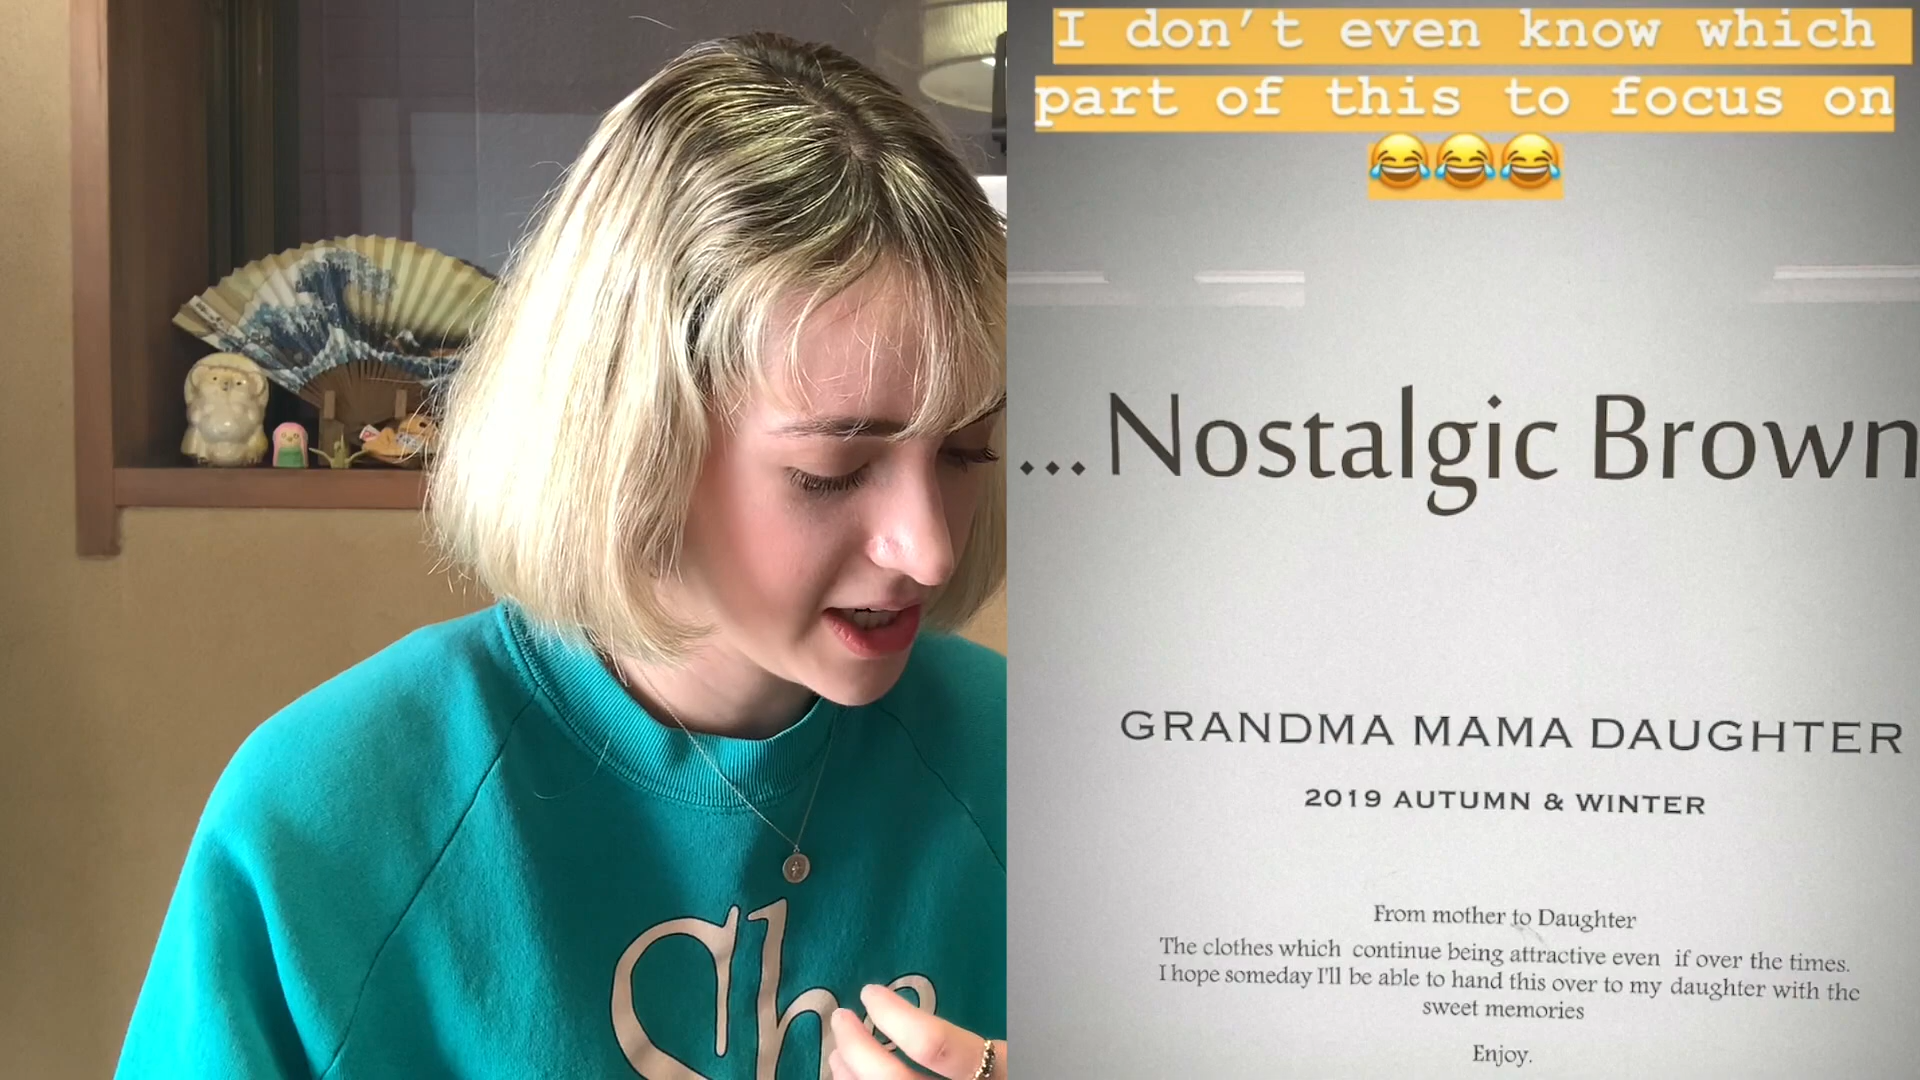 I don't even know which
part of this to focus on
😂😂😂
...Nostalgic Brown
GRANDMA MAMA DAUGHTER
2019 AUTUMN & WINTER
From mother to Daughter
The clothes which continue being attractive even if over the times.
I hope someday I'll be able to hand this over to my daughter with the
sweet memories
Enjoy.
She